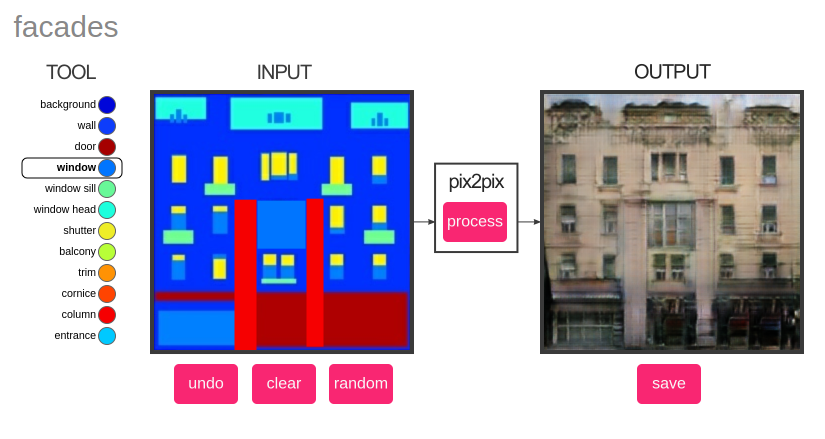 facades
TOOL
INPUT
OUTPUT
background
wall
door
window
window sill
window head
shutter
balcony
trim
cornice
column
entrance
pix2pix
process
undo
clear
random
save